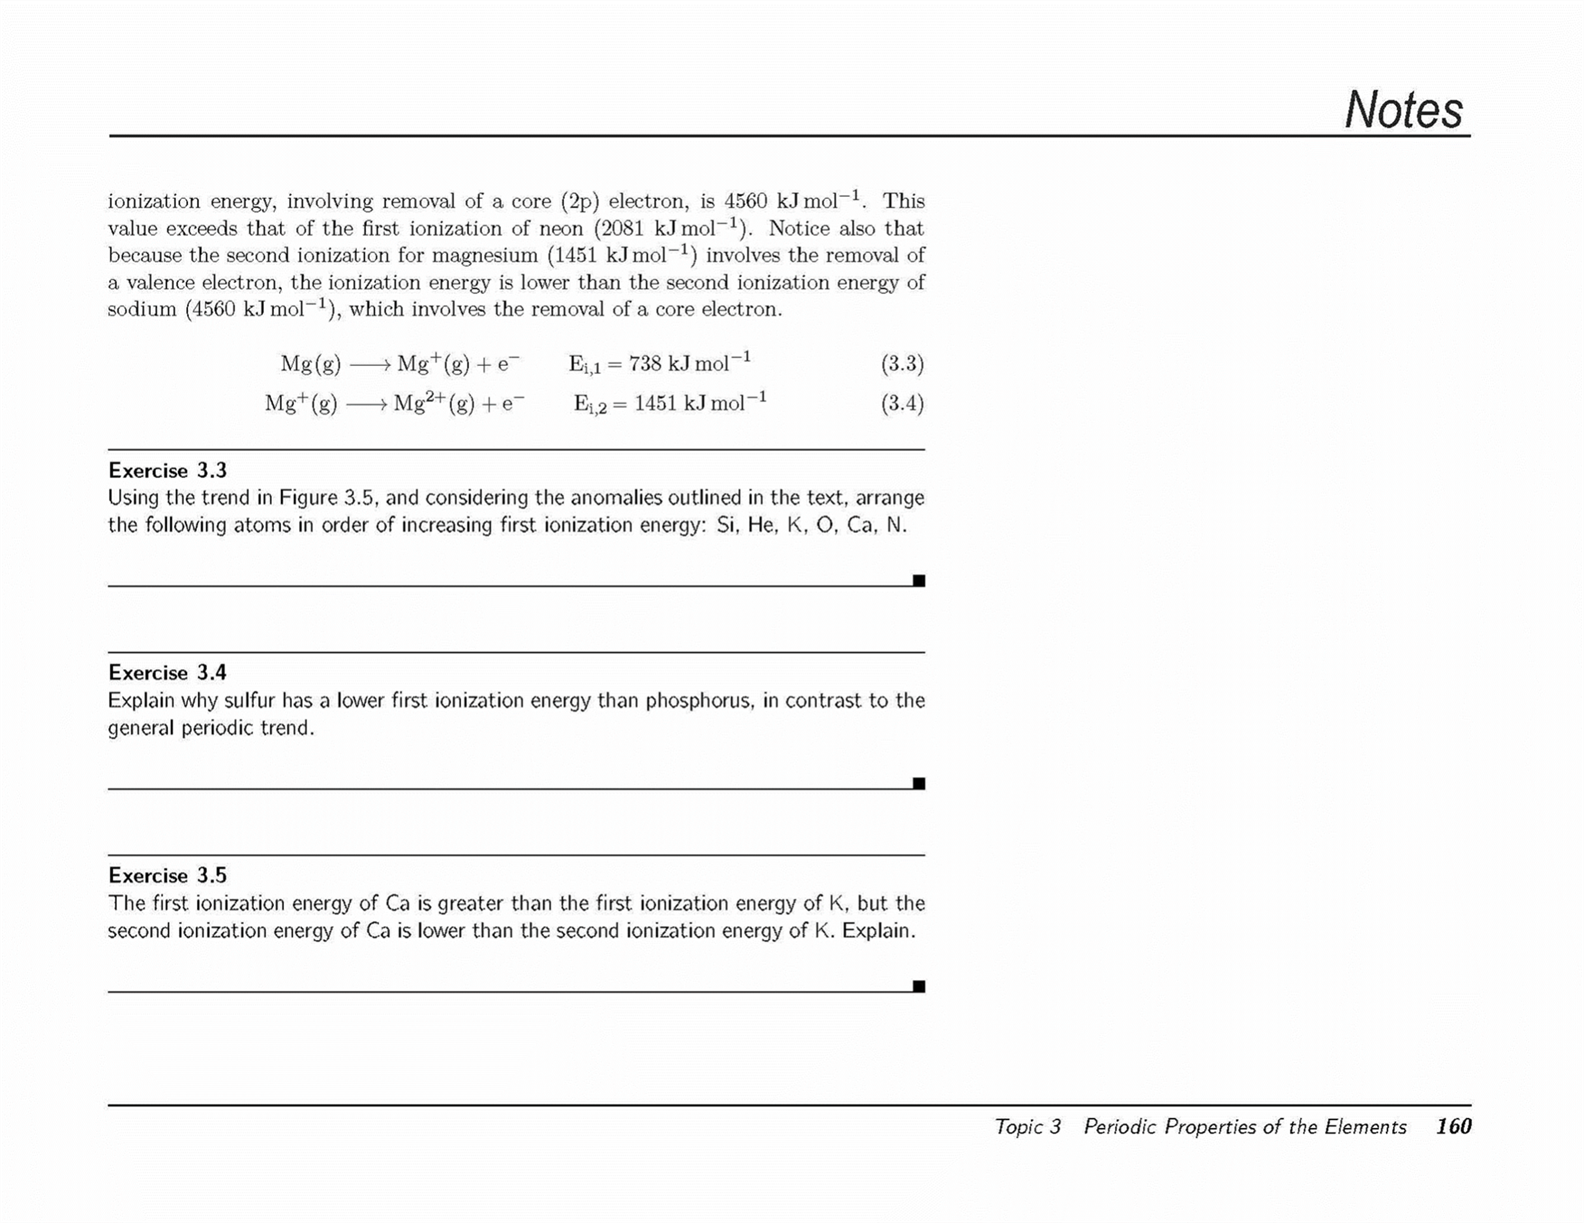 Notes
ionization energy, involving removal of a core (2p) electron, is 4560 kJ mol⁻¹. This
value exceeds that of the first ionization of neon (2081 kJ mol⁻¹). Notice also that
because the second ionization for magnesium (1451 kJ mol⁻¹) involves the removal of
a valence electron, the ionization energy is lower than the second ionization energy of
sodium (4560 kJ mol⁻¹), which involves the removal of a core electron.
Mg(g) ⟶ Mg⁺(g) + e⁻ E_{i,1} = 738 kJ mol⁻¹ (3.3)
Mg⁺(g) ⟶ Mg²⁺(g) + e⁻ E_{i,2} = 1451 kJ mol⁻¹ (3.4)
Exercise 3.3
Using the trend in Figure 3.5, and considering the anomalies outlined in the text, arrange
the following atoms in order of increasing first ionization energy: Si, He, K, O, Ca, N.
Exercise 3.4
Explain why sulfur has a lower first ionization energy than phosphorus, in contrast to the
general periodic trend.
Exercise 3.5
The first ionization energy of Ca is greater than the first ionization energy of K, but the
second ionization energy of Ca is lower than the second ionization energy of K. Explain.
Topic 3 Periodic Properties of the Elements 160